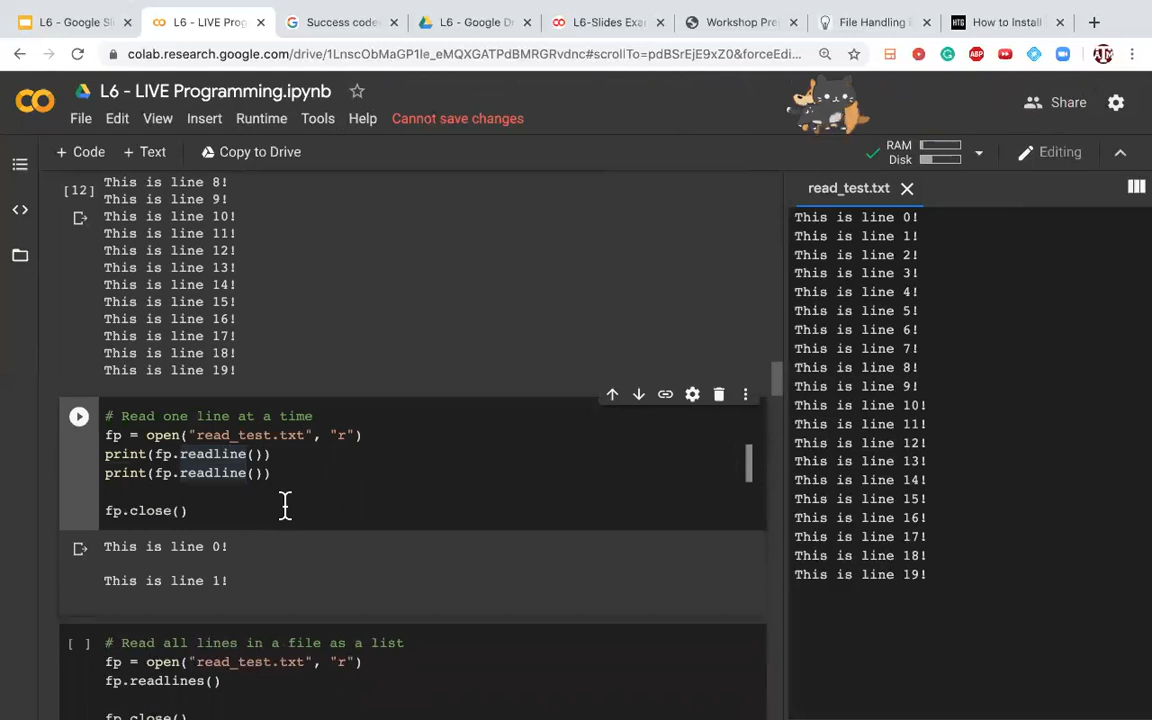 L6 - Google Sli
L6 - LIVE Prog
Success code
L6 - Google Dr
L6-Slides Exa
Workshop Pre
File Handling i
How to Install
colab.research.google.com/drive/1LnscObMaGP1Ie_eMQXGATPdBMRGRvdnc#scrollTo=pdBSrEjE9xZ0&forceEdi...
L6 - LIVE Programming.ipynb
File Edit View Insert Runtime Tools Help Cannot save changes
Share
+ Code + Text Copy to Drive
RAM
Disk
Editing
[12]
This is line 8!
This is line 9!
This is line 10!
This is line 11!
This is line 12!
This is line 13!
This is line 14!
This is line 15!
This is line 16!
This is line 17!
This is line 18!
This is line 19!
# Read one line at a time
fp = open("read_test.txt", "r")
print(fp.readline())
print(fp.readline())
fp.close()
This is line 0!
This is line 1!
[ ] # Read all lines in a file as a list
fp = open("read_test.txt", "r")
fp.readlines()
fp.close()
read_test.txt
This is line 0!
This is line 1!
This is line 2!
This is line 3!
This is line 4!
This is line 5!
This is line 6!
This is line 7!
This is line 8!
This is line 9!
This is line 10!
This is line 11!
This is line 12!
This is line 13!
This is line 14!
This is line 15!
This is line 16!
This is line 17!
This is line 18!
This is line 19!